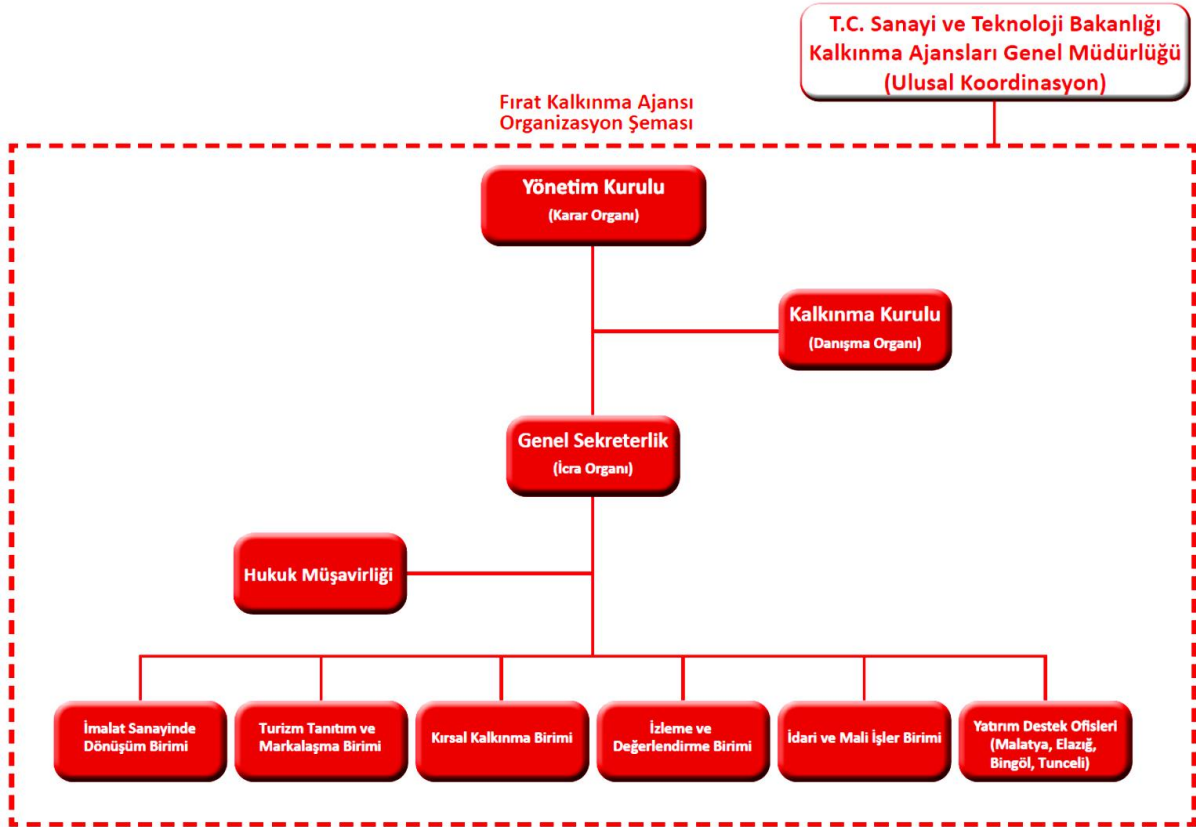 T.C. Sanayi ve Teknoloji Bakanlığı
Kalkınma Ajansları Genel Müdürlüğü
(Ulusal Koordinasyon)
Fırat Kalkınma Ajansı
Organizasyon Şeması
Yönetim Kurulu
(Karar Organı)
Kalkınma Kurulu
(Danışma Organı)
Genel Sekreterlik
(İcra Organı)
Hukuk Müşavirliği
İmalat Sanayinde
Dönüşüm Birimi
Turizm Tanıtım ve
Markalaşma Birimi
Kırsal Kalkınma Birimi
İzleme ve
Değerlendirme Birimi
İdari ve Mali İşler Birimi
Yatırım Destek Ofisleri
(Malatya, Elazığ,
Bingöl, Tunceli)